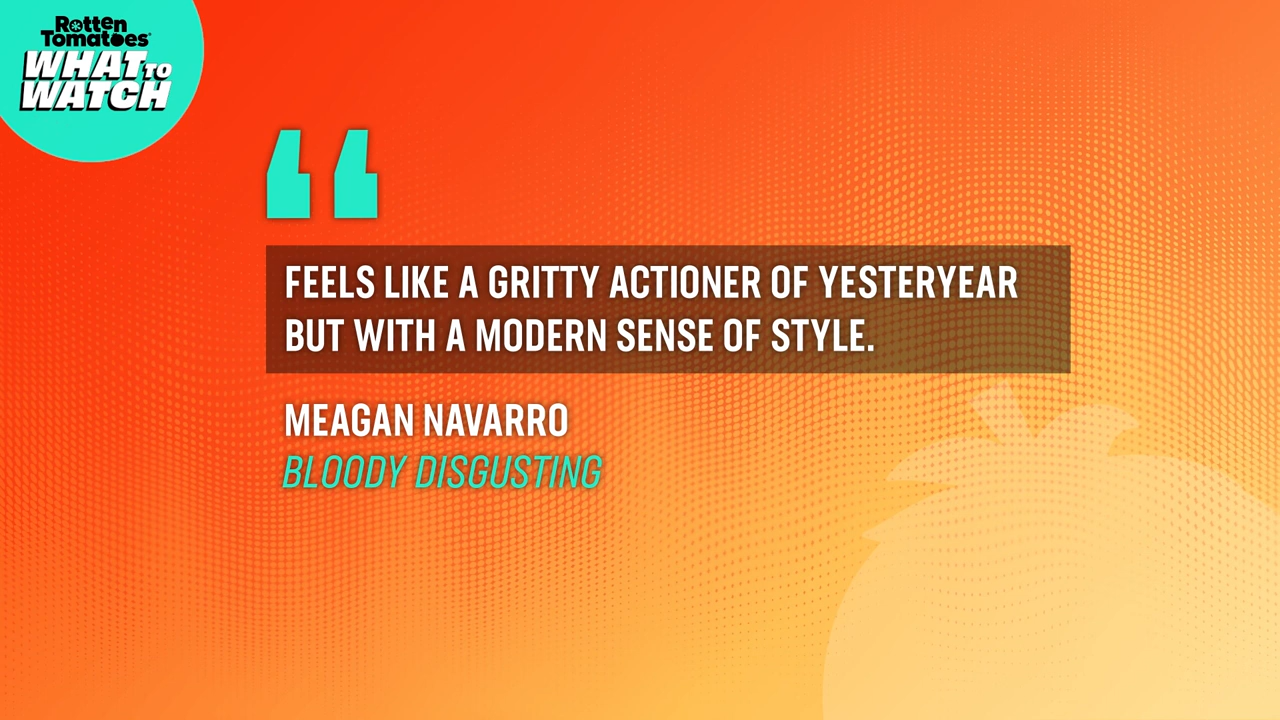 Rotten
Tomatoes
WHAT TO
WATCH
“
FEELS LIKE A GRITTY ACTIONER OF YESTERYEAR
BUT WITH A MODERN SENSE OF STYLE.
MEAGAN NAVARRO
BLOODY DISGUSTING